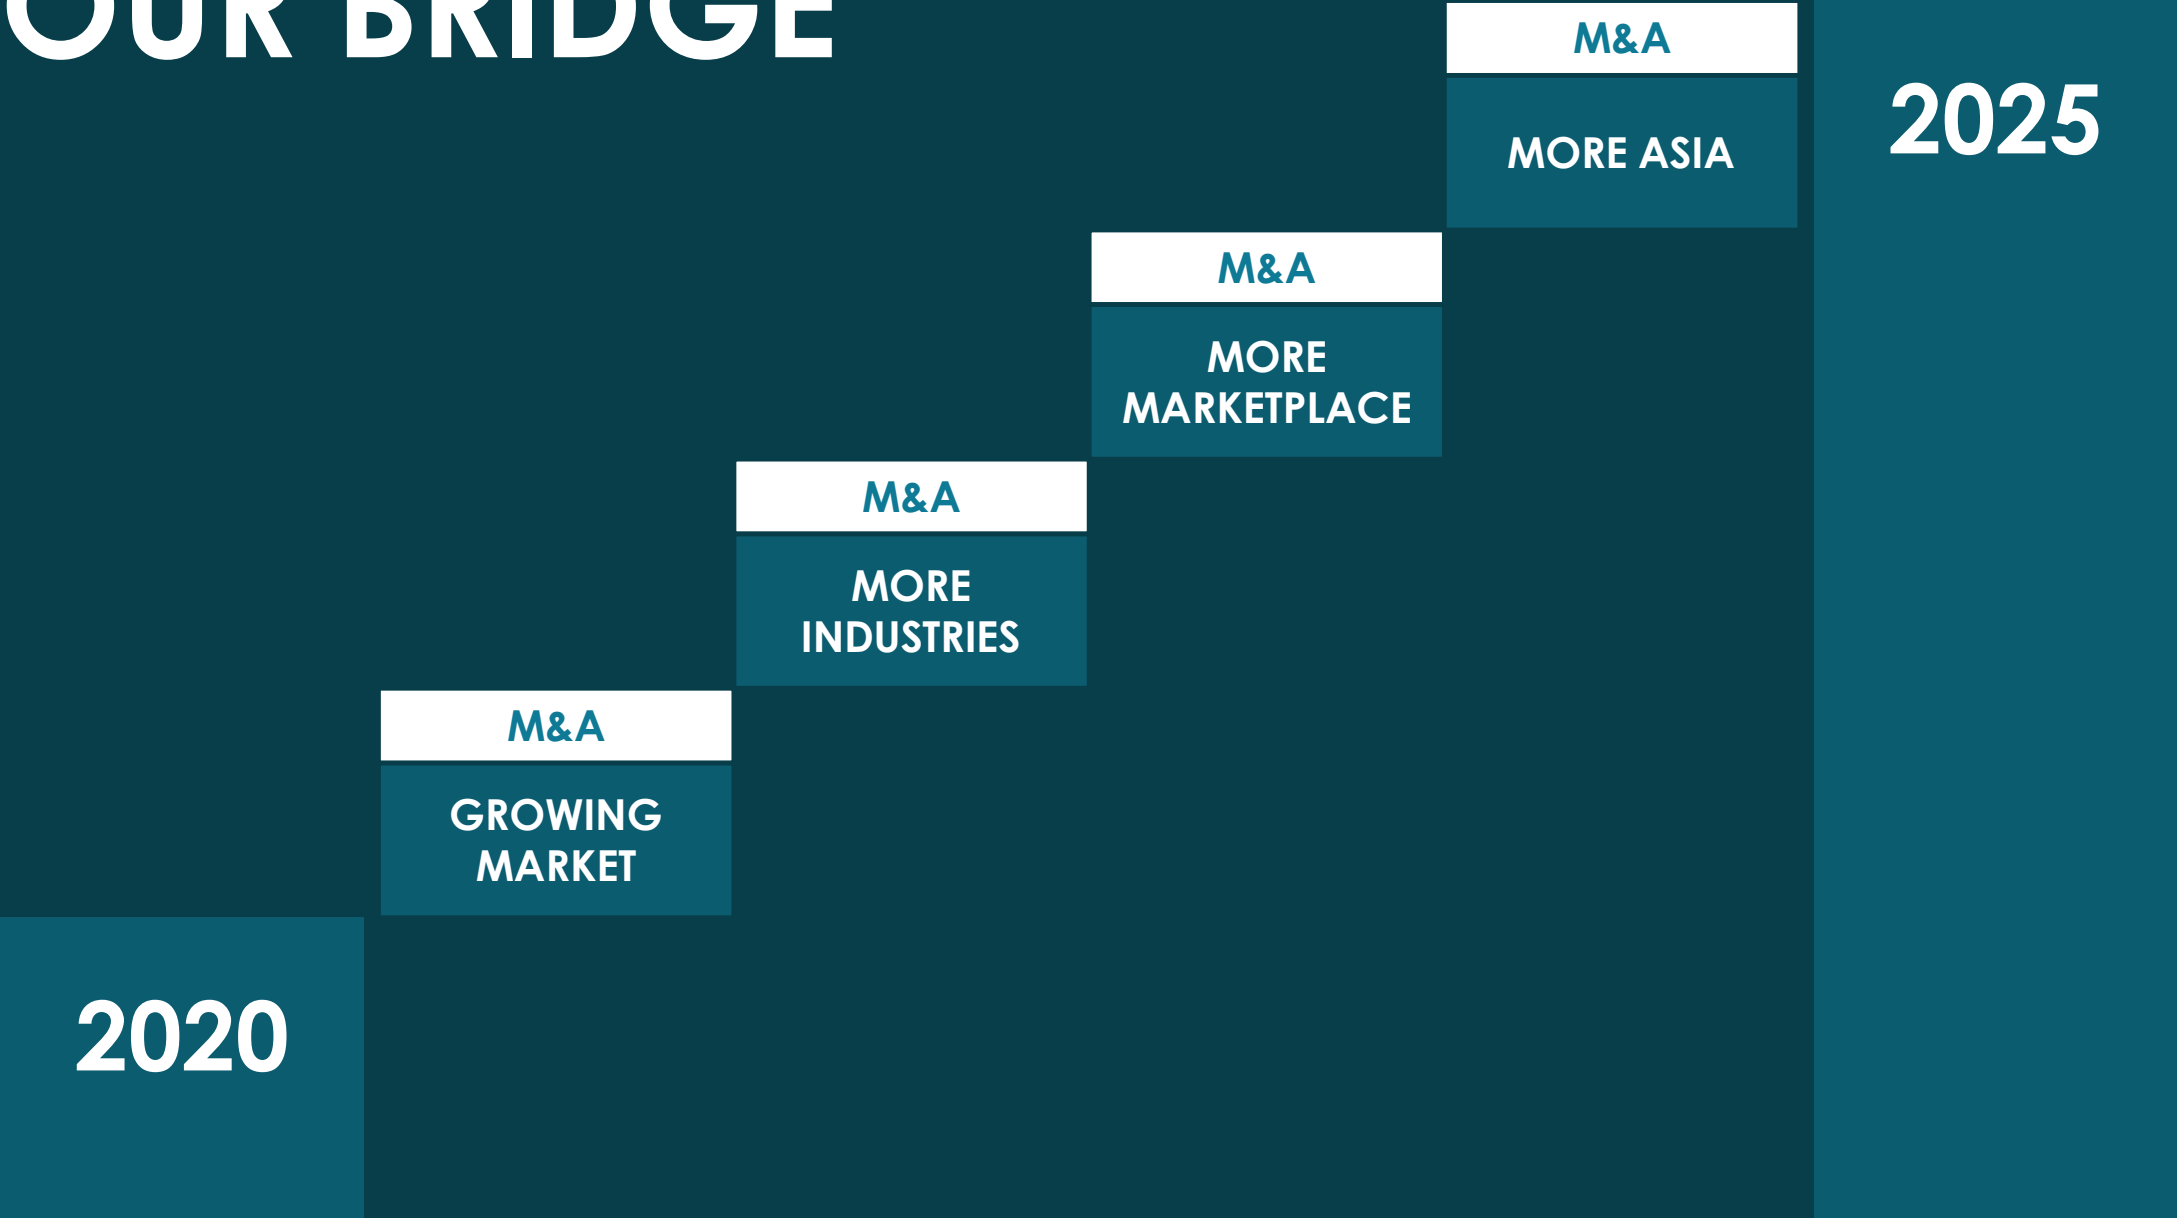 OUR BRIDGE
M&A
MORE ASIA
2025
M&A
MORE
MARKETPLACE
M&A
MORE
INDUSTRIES
M&A
GROWING
MARKET
2020